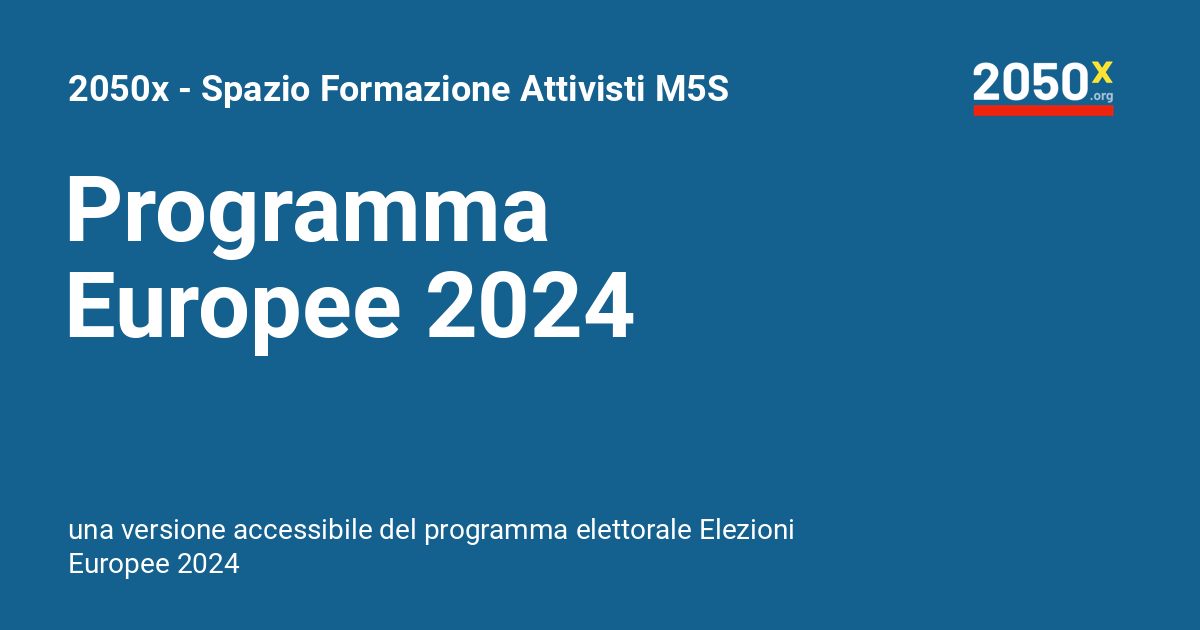 2050x - Spazio Formazione Attivisti M5S
2050x
.org
Programma
Europee 2024
una versione accessibile del programma elettorale Elezioni
Europee 2024